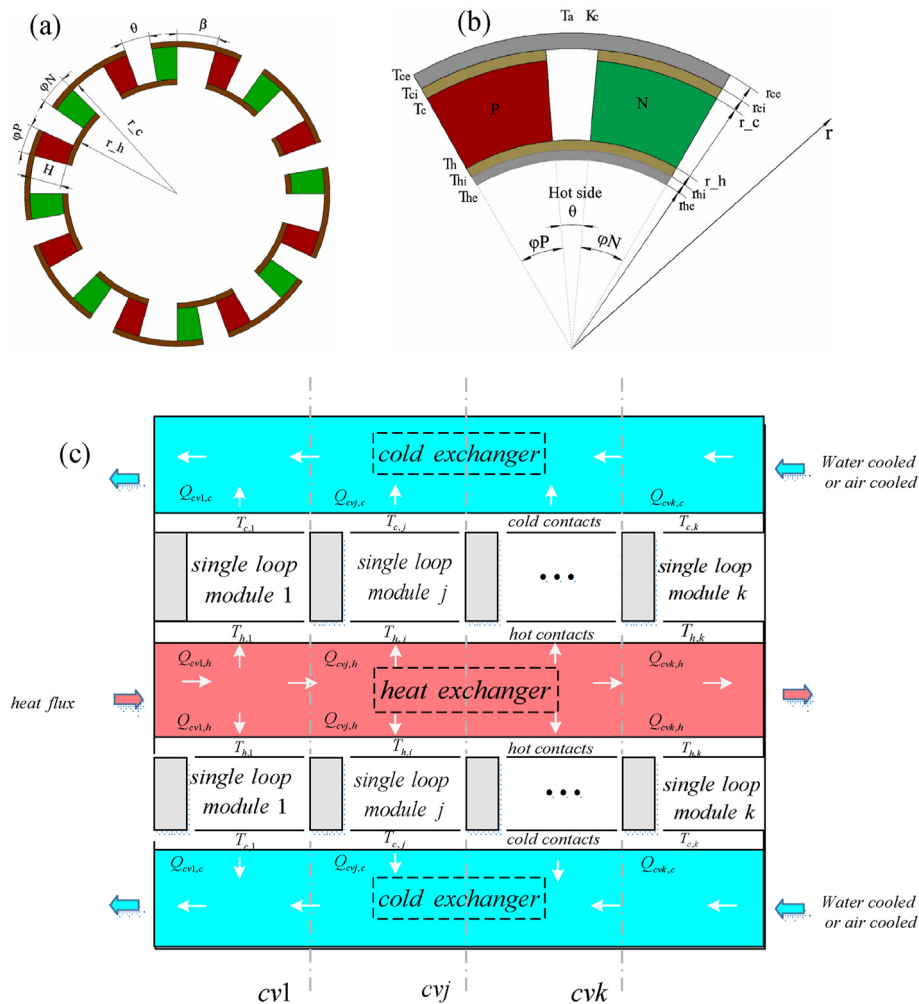 (a)
θ
β
φN
φP
r_c
r_h
H
(b)
Ta Kc
Tce
Tci
Tc
P
N
rce
rci
r_c
r
Th
Thi
The
r_h
rhi
rhe
Hot side
θ
φP
φN
(c)
cold exchanger
Water cooled
or air cooled
Qcv1,c
Qcvj,c
Qcvk,c
Tc,1
Tc,j
cold contacts
Tc,k
single loop
module 1
single loop
module j
...
single loop
module k
Th,1
Th,j
hot contacts
Th,k
Qcv1,h
Qcvj,h
Qcvk,h
heat exchanger
heat flux
Qcv1,h
Qcvj,h
Qcvk,h
Th,1
Th,j
hot contacts
Th,k
single loop
module 1
single loop
module j
...
single loop
module k
Tc,1
Tc,j
cold contacts
Tc,k
Qcv1,c
Qcvj,c
Qcvk,c
cold exchanger
Water cooled
or air cooled
cv1
cvj
cvk